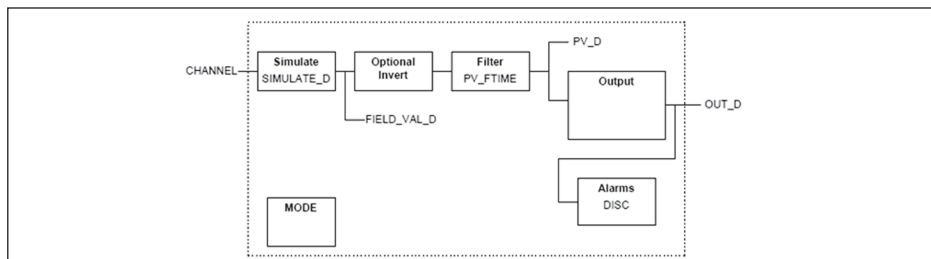 CHANNEL
Simulate
SIMULATE_D
Optional
Invert
Filter
PV_FTIME
PV_D
Output
OUT_D
FIELD_VAL_D
Alarms
DISC
MODE